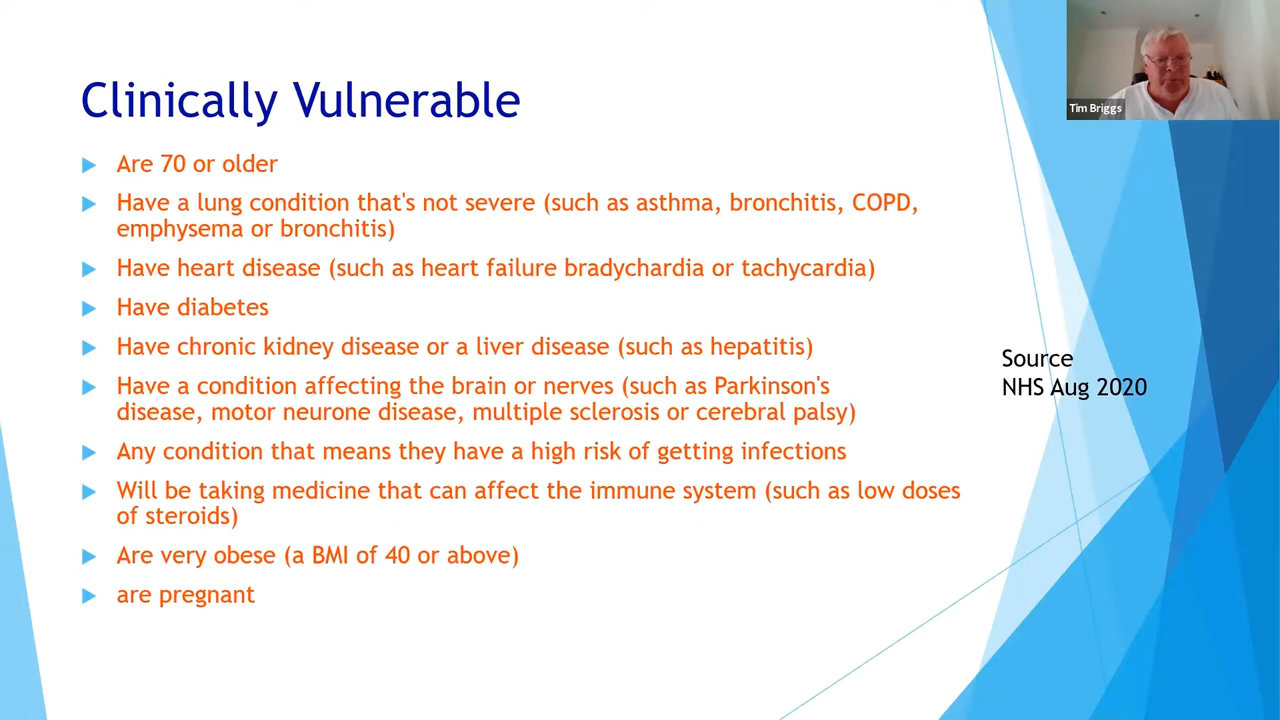 Clinically Vulnerable
Are 70 or older
Have a lung condition that's not severe (such as asthma, bronchitis, COPD,
emphysema or bronchitis)
Have heart disease (such as heart failure bradychardia or tachycardia)
Have diabetes
Have chronic kidney disease or a liver disease (such as hepatitis)
Have a condition affecting the brain or nerves (such as Parkinson's
disease, motor neurone disease, multiple sclerosis or cerebral palsy)
Any condition that means they have a high risk of getting infections
Will be taking medicine that can affect the immune system (such as low doses
of steroids)
Are very obese (a BMI of 40 or above)
are pregnant
Source
NHS Aug 2020
Tim Briggs